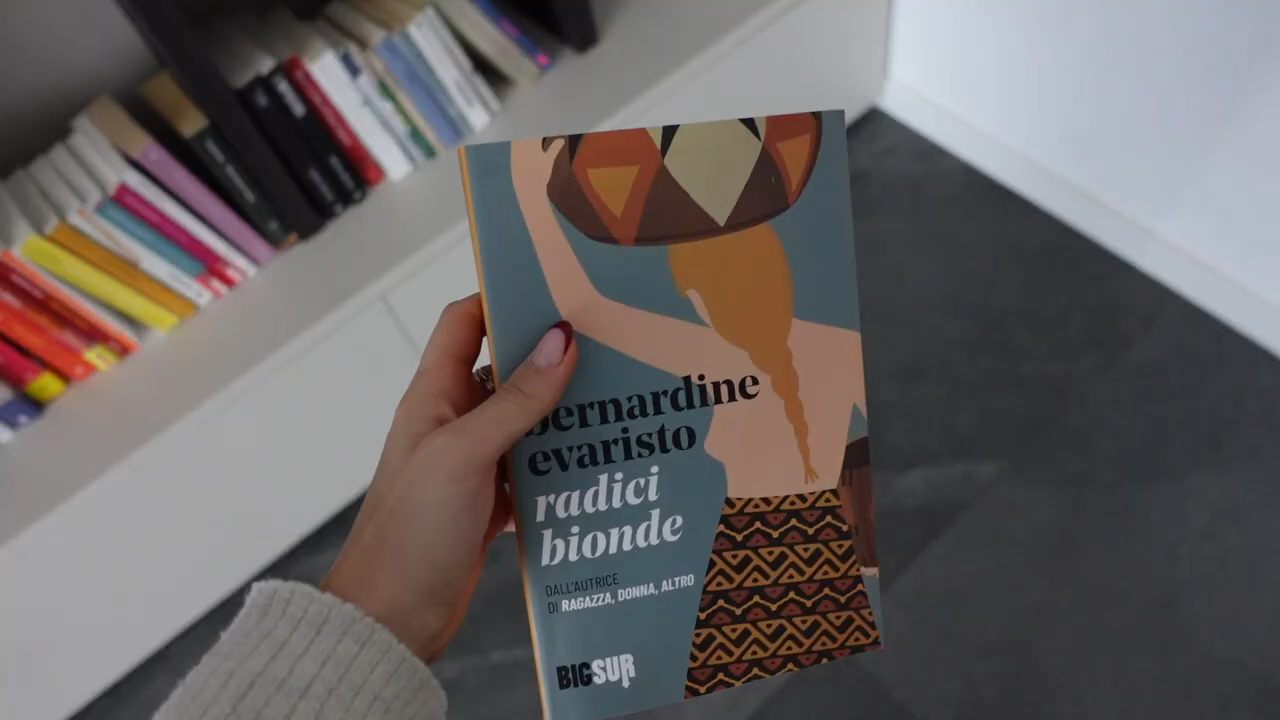 bernardine
evaristo
radici
bionde
DALL'AUTRICE
DI RAGAZZA, DONNA, ALTRO
BIGSUR